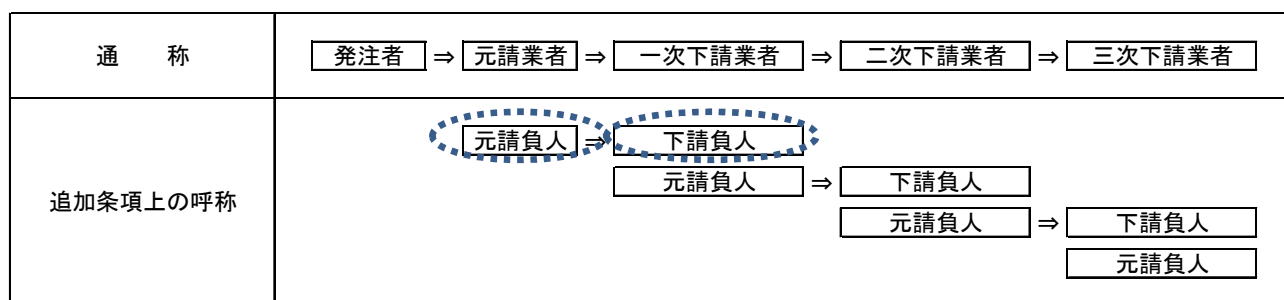 通　　称
発注者 ⇒ 元請業者 ⇒ 一次下請業者 ⇒ 二次下請業者 ⇒ 三次下請業者
追加条項上の呼称
元請負人 ⇒ 下請負人
元請負人 ⇒ 下請負人
元請負人 ⇒ 下請負人
元請負人